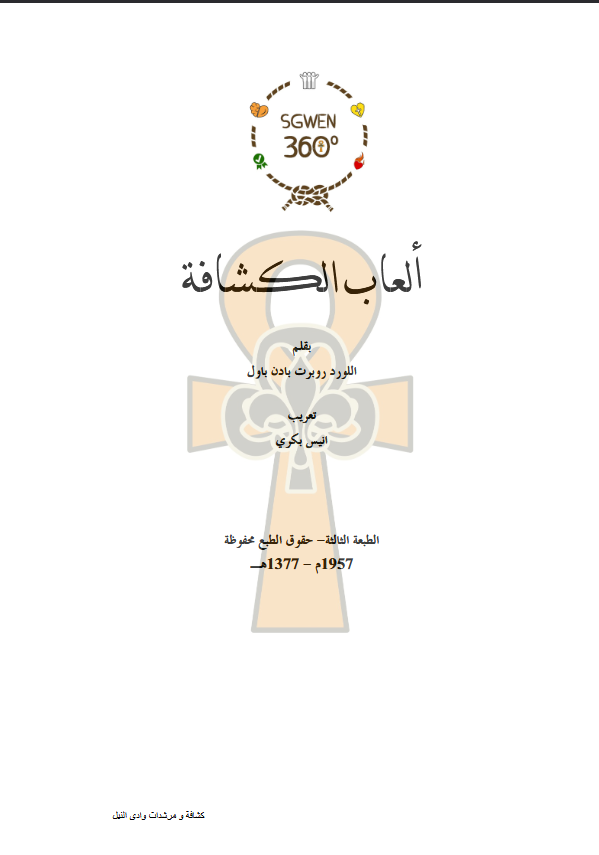 SGWEN
360°
ألعاب الكشافة
بقلم
اللورد روبرت بادن باول
تعريب
انيس بكري
الطبعة الثالثة– حقوق الطبع محفوظة
1957م – 1377هـــ
كشافة و مرشدات وادى النيل